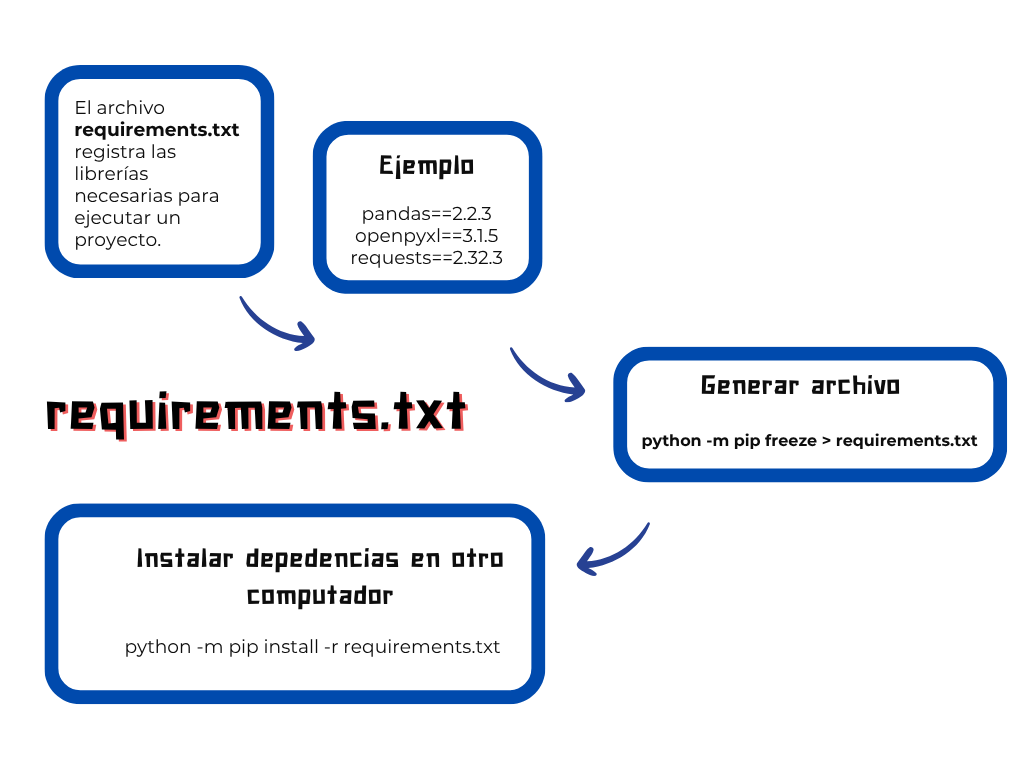 El archivo
requirements.txt
registra las
librerías
necesarias para
ejecutar un
proyecto.
Ejemplo
pandas==2.2.3
openpyxl==3.1.5
requests==2.32.3
requirements.txt
Generar archivo
python -m pip freeze > requirements.txt
Instalar depedencias en otro
computador
python -m pip install -r requirements.txt